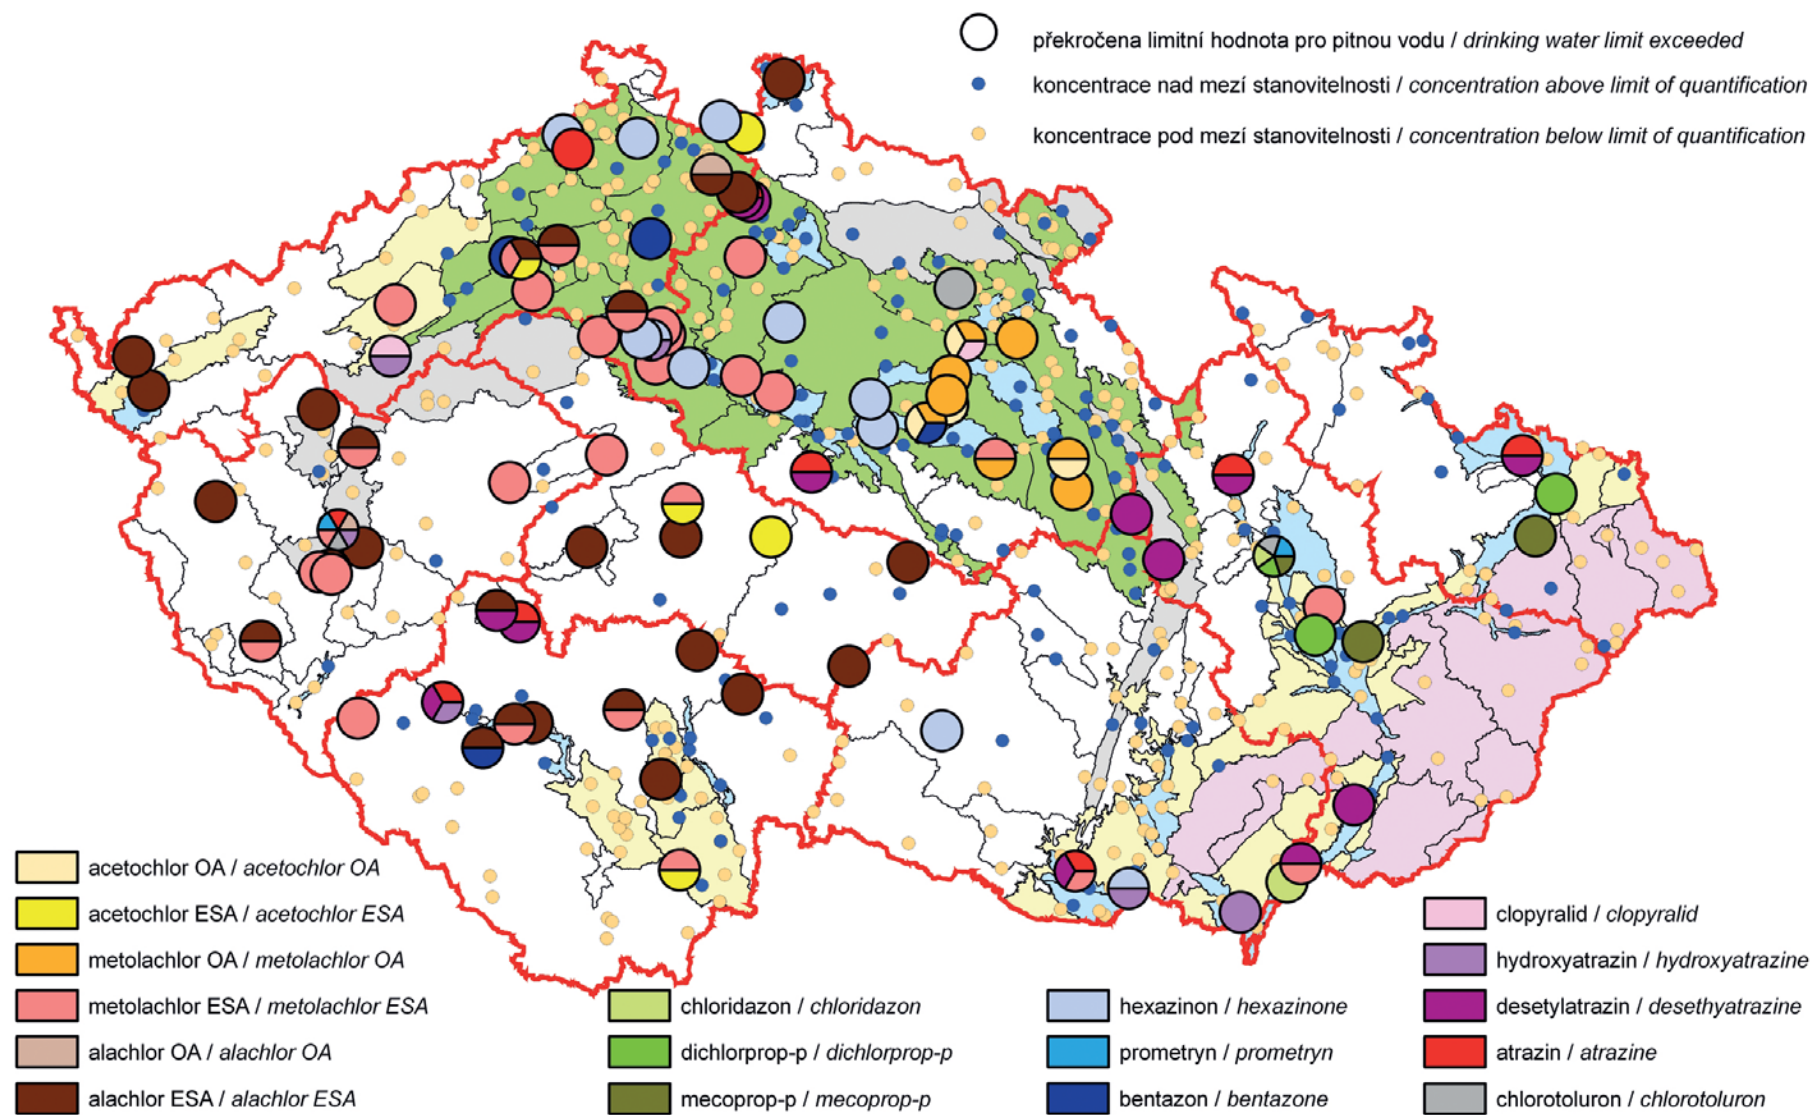 překročena limitní hodnota pro pitnou vodu / drinking water limit exceeded
koncentrace nad mezí stanovitelnosti / concentration above limit of quantification
koncentrace pod mezí stanovitelnosti / concentration below limit of quantification
acetochlor OA / acetochlor OA
acetochlor ESA / acetochlor ESA
metolachlor OA / metolachlor OA
metolachlor ESA / metolachlor ESA
alachlor OA / alachlor OA
alachlor ESA / alachlor ESA
chloridazon / chloridazon
dichlorprop-p / dichlorprop-p
mecoprop-p / mecoprop-p
hexazinon / hexazinone
prometryn / prometryn
bentazon / bentazone
clopyralid / clopyralid
hydroxyatrazin / hydroxyatrazine
desetylatrazin / desethyatrazine
atrazin / atrazine
chlorotoluron / chlorotoluron